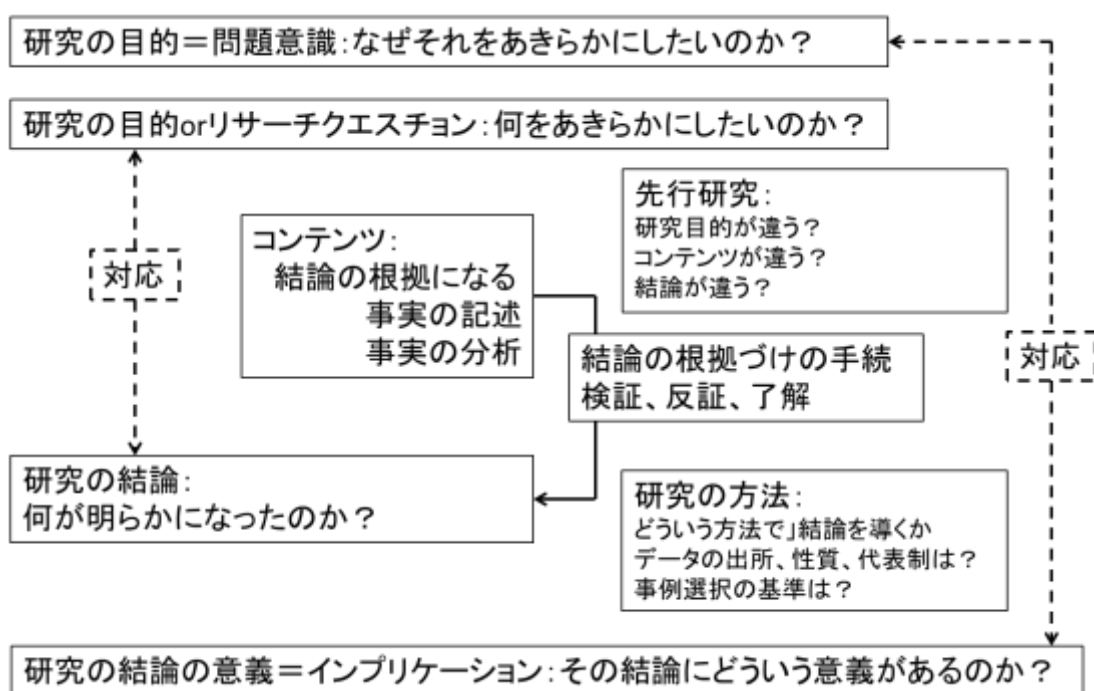 研究の目的=問題意識:なぜそれをあきらかにしたいのか?
研究の目的orリサーチクエスチョン:何をあきらかにしたいのか?
先行研究:
研究目的が違う?
コンテンツが違う?
結論が違う?
コンテンツ:
結論の根拠になる
事実の記述
事実の分析
対応
結論の根拠づけの手続
検証、反証、了解
対応
研究の結論:
何が明らかになったのか?
研究の方法:
どういう方法で」結論を導くか
データの出所、性質、代表制は?
事例選択の基準は?
研究の結論の意義=インプリケーション:その結論にどういう意義があるのか?